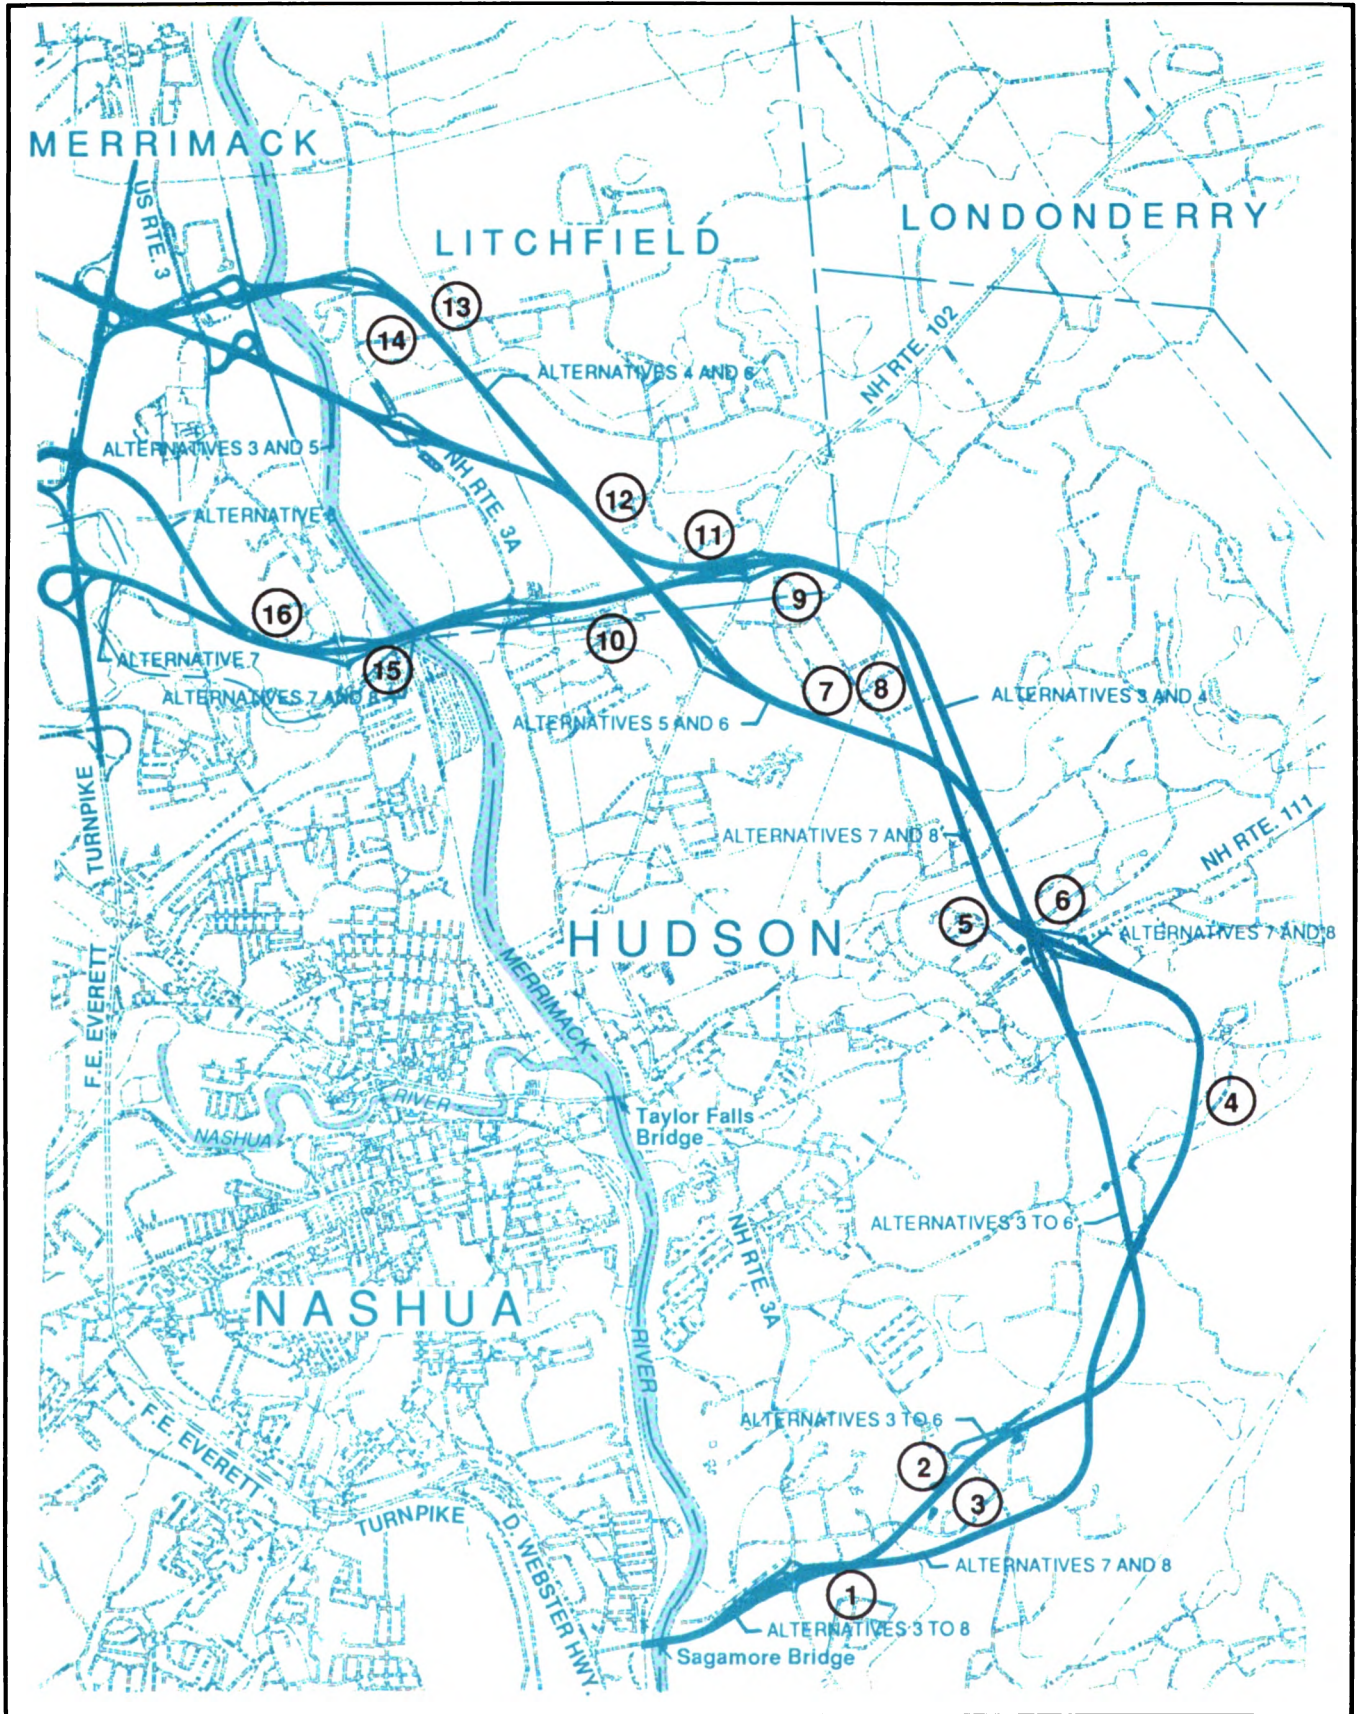 MERRIMACK
US RTE. 3
LITCHFIELD
LONDONDERRY
13
14
NH RTE. 102
ALTERNATIVES 4 AND 6
ALTERNATIVES 3 AND 5
NH RTE. 3A
12
ALTERNATIVE 8
11
16
9
10
ALTERNATIVE 7
15
7
8
ALTERNATIVES 7 AND 8
ALTERNATIVES 3 AND 4
ALTERNATIVES 5 AND 6
ALTERNATIVES 7 AND 8
NH RTE. 111
F.E. EVERETT TURNPIKE
6
5
HUDSON
ALTERNATIVES 7 AND 8
MERRIMACK
4
RIVER
NASHUA
Taylor Falls
Bridge
ALTERNATIVES 3 TO 6
NH RTE. 3A
NASHUA
RIVER
ALTERNATIVES 3 TO 6
F.E. EVERETT
2
3
TURNPIKE
D. WEBSTER HWY.
ALTERNATIVES 7 AND 8
1
ALTERNATIVES 3 TO 8
Sagamore Bridge